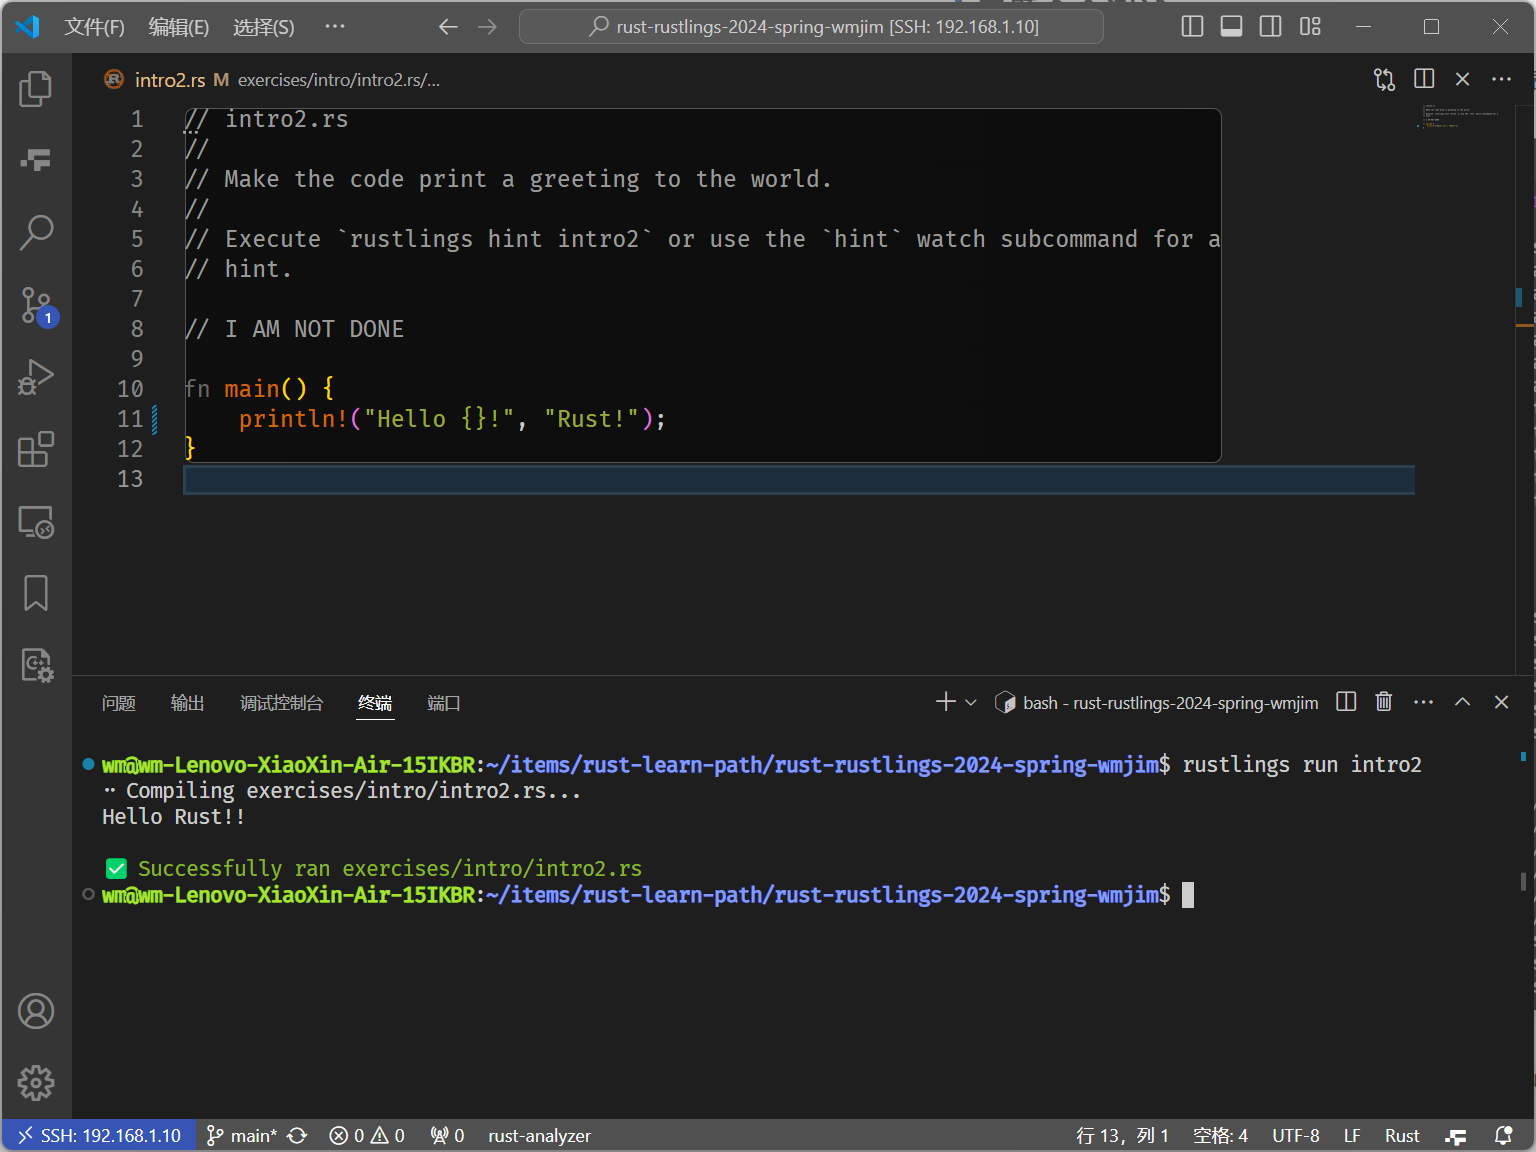 文件(F) 编辑(E) 选择(S) ··· rust-rustlings-2024-spring-wmjim [SSH: 192.168.1.10]
intro2.rs M exercises/intro/intro2.rs/...
1 // intro2.rs
2 //
3 // Make the code print a greeting to the world.
4 //
5 // Execute `rustlings hint intro2` or use the `hint` watch subcommand for a
6 // hint.
7
8 // I AM NOT DONE
9
10 fn main() {
11     println!("Hello {}!", "Rust!");
12 }
13
1
问题 输出 调试控制台 终端 端口 bash - rust-rustlings-2024-spring-wmjim
wm@wm-Lenovo-XiaoXin-Air-15IKBR:~/items/rust-learn-path/rust-rustlings-2024-spring-wmjim$ rustlings run intro2
Compiling exercises/intro/intro2.rs...
Hello Rust!!
✅ Successfully ran exercises/intro/intro2.rs
wm@wm-Lenovo-XiaoXin-Air-15IKBR:~/items/rust-learn-path/rust-rustlings-2024-spring-wmjim$
SSH: 192.168.1.10 main* 0 0 0 rust-analyzer 行 13，列 1 空格: 4 UTF-8 LF Rust